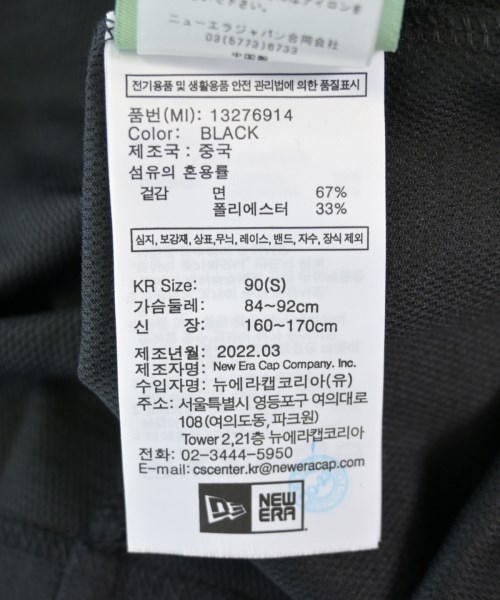 ニューエラジャパン合同会社
03(5773)8733
中国製
전기용품 및 생활용품 안전 관리법에 의한 품질표시
품번(MI): 13276914
Color: BLACK
제조국 : 중국
섬유의 혼용률
겉감 면 67%
폴리에스터 33%
심지, 보강재, 상표,무늬, 레이스, 밴드, 자수, 장식 제외
KR Size: 90(S)
가슴둘레: 84~92cm
신 장: 160~170cm
제조년월: 2022.03
제조자명: New Era Cap Company. Inc.
수입자명: 뉴에라캡코리아(유)
주소: 서울특별시 영등포구 여의대로
108 (여의도동, 파크원)
Tower 2,21층 뉴에라캡코리아
전화: 02-3444-5950
E-mail: cscenter.kr@neweracap.com
NEW
ERA